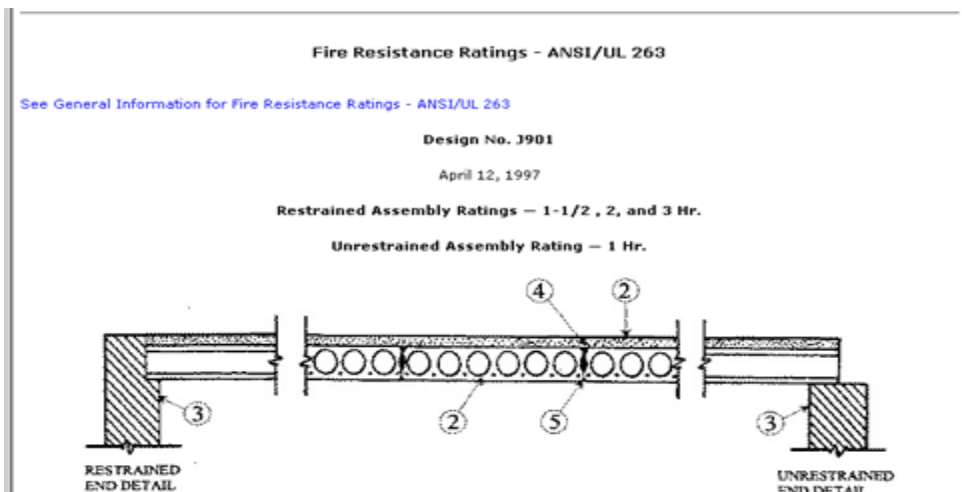 Fire Resistance Ratings - ANSI/UL 263
See General Information for Fire Resistance Ratings - ANSI/UL 263
Design No. J901
April 12, 1997
Restrained Assembly Ratings — 1-1/2 , 2, and 3 Hr.
Unrestrained Assembly Rating — 1 Hr.
4 2
3 2 5 3
RESTRAINED
END DETAIL
UNRESTRAINED
END DETAIL